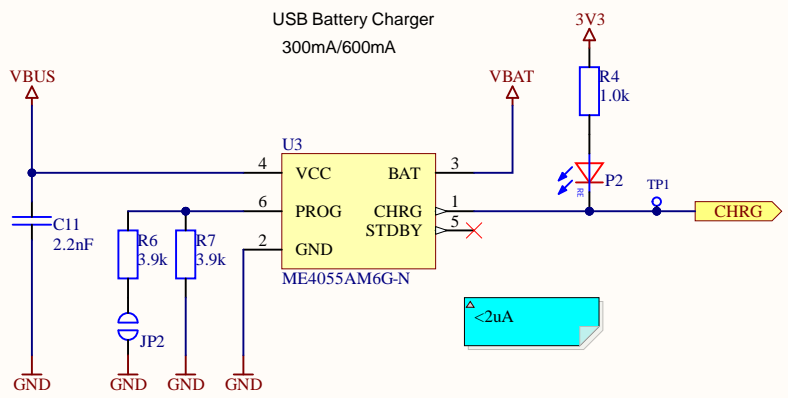 USB Battery Charger
300mA/600mA
3V3
VBUS
VBAT
R4
1.0k
U3
4
VCC
BAT
3
RE
P2
TP1
6
PROG
CHRG
1
CHRG
STDBY
5
C11
2.2nF
R6
3.9k
R7
3.9k
2
GND
ME4055AM6G-N
<2uA
JP2
GND
GND
GND
GND